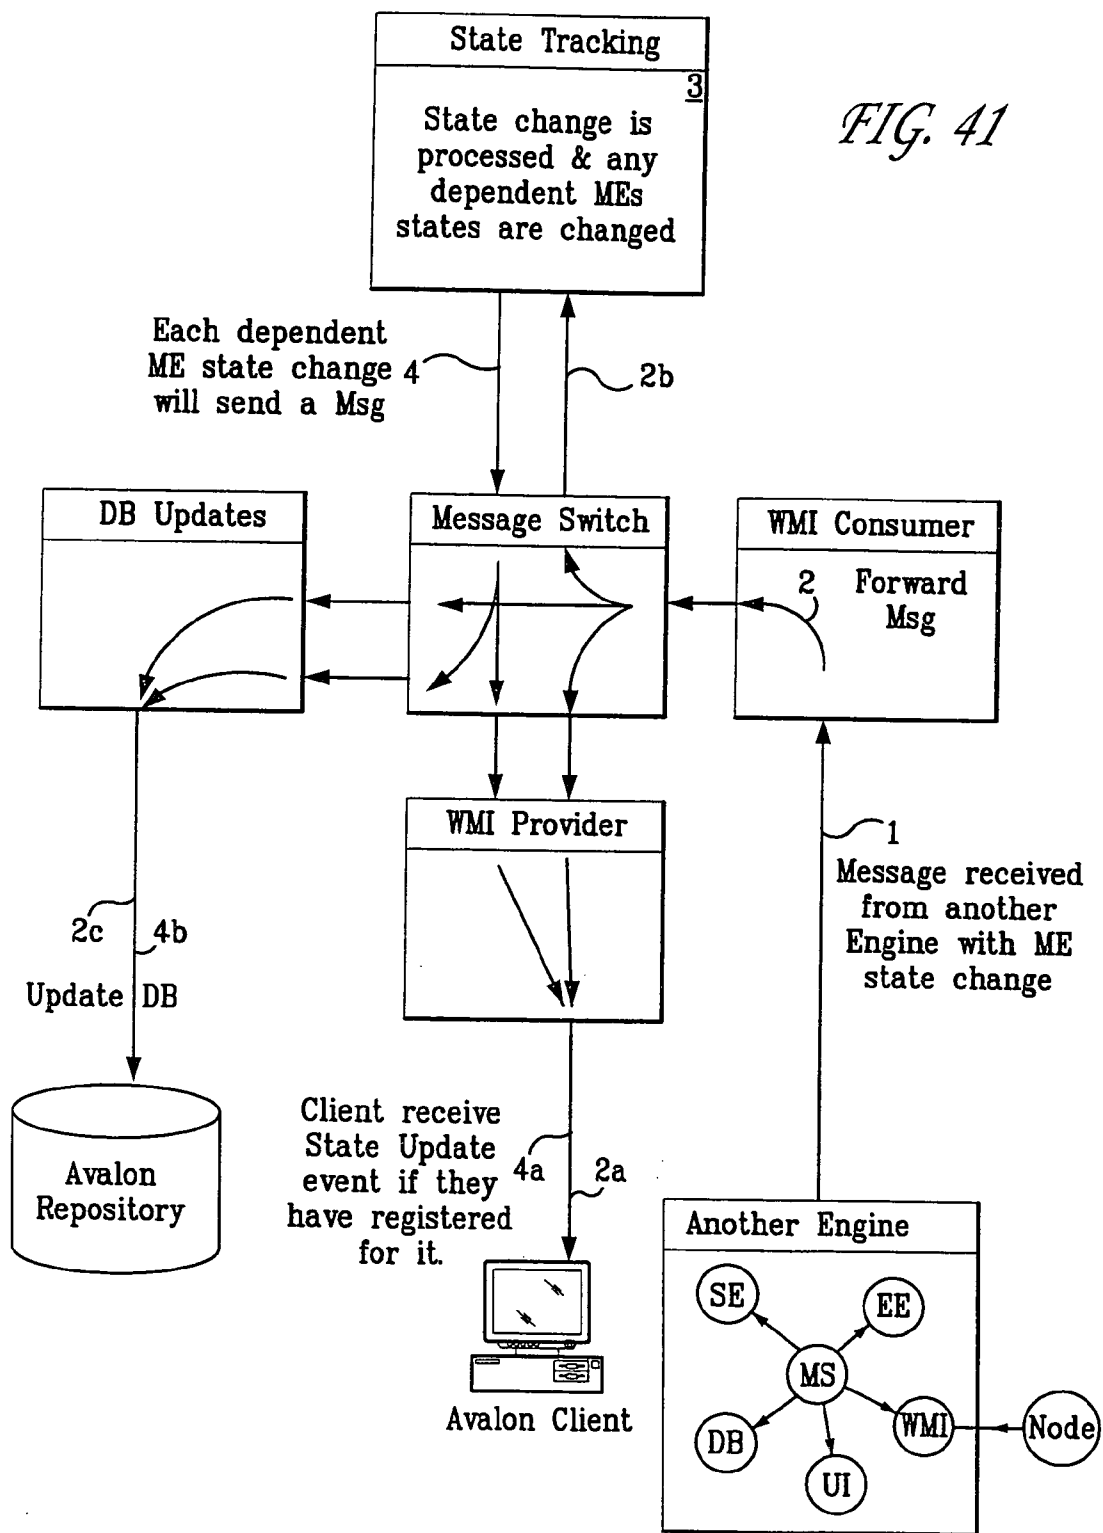 State Tracking
3
State change is
processed & any
dependent MEs
states are changed
FIG. 41
Each dependent
ME state change 4
will send a Msg
2b
DB Updates
Message Switch
WMI Consumer
2 Forward
Msg
WMI Provider
1
Message received
from another
Engine with ME
state change
2c
4b
Update DB
Avalon
Repository
Client receive
State Update
event if they
have registered
for it.
4a
2a
Avalon Client
Another Engine
SE
EE
MS
DB
WMI
Node
UI